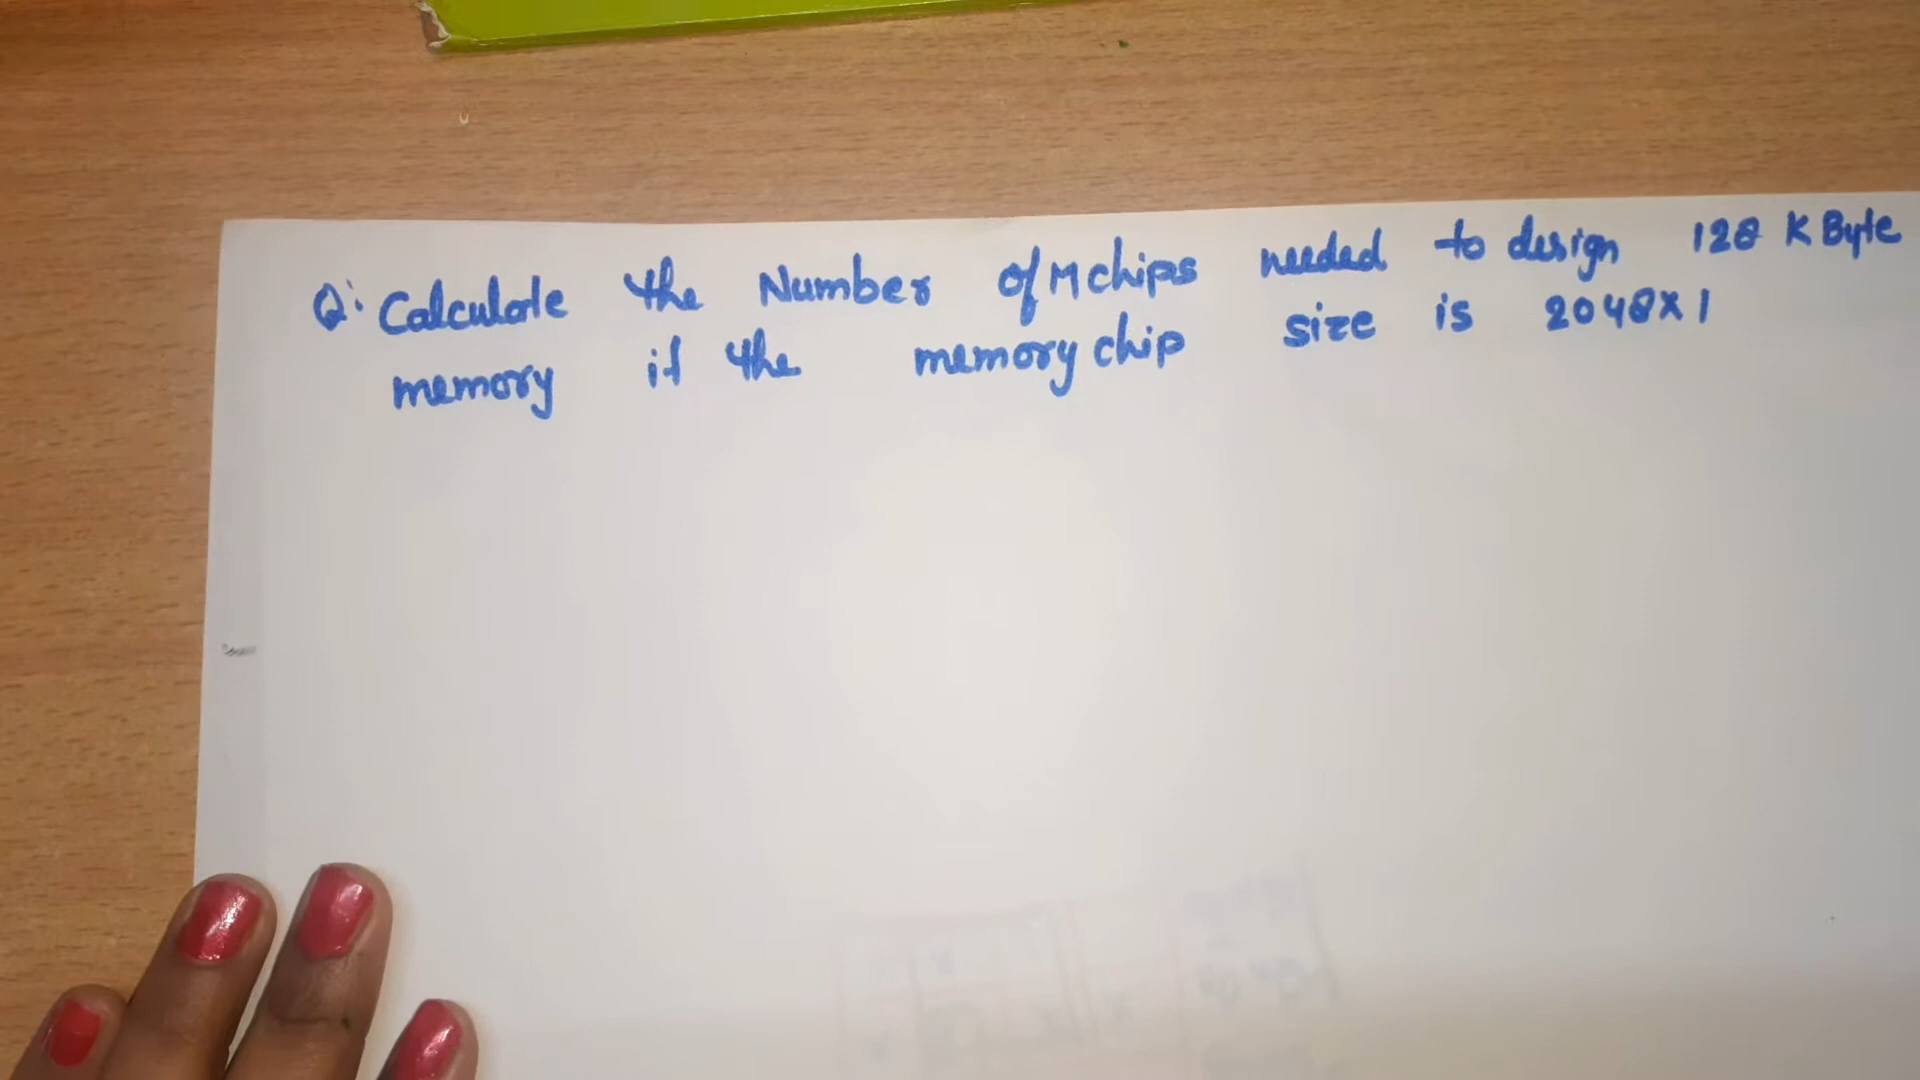 Q: Calculate the Number of M chips needed to design 128 K Byte
memory if the memory chip size is 2048 x 1